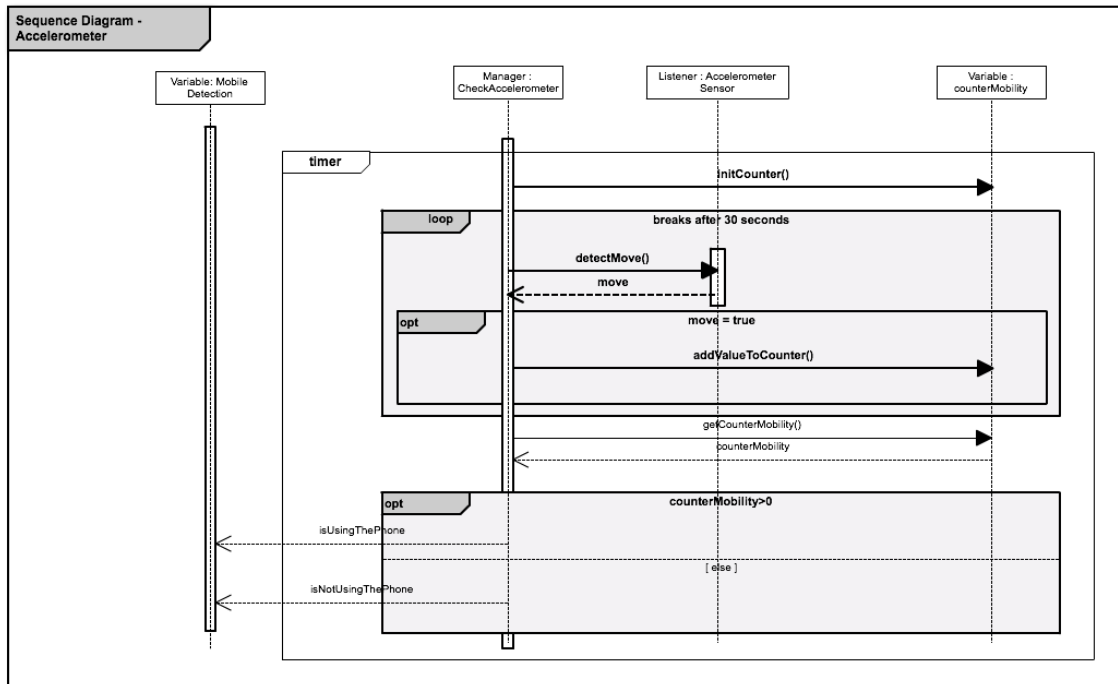 Sequence Diagram -
Accelerometer
Variable: Mobile
Detection
Manager :
CheckAccelerometer
Listener : Accelerometer
Sensor
Variable :
counterMobility
timer
initCounter()
loop
breaks after 30 seconds
detectMove()
move
opt
move = true
addValueToCounter()
getCounterMobility()
counterMobility
opt
counterMobility>0
isUsingThePhone
[ else ]
isNotUsingThePhone